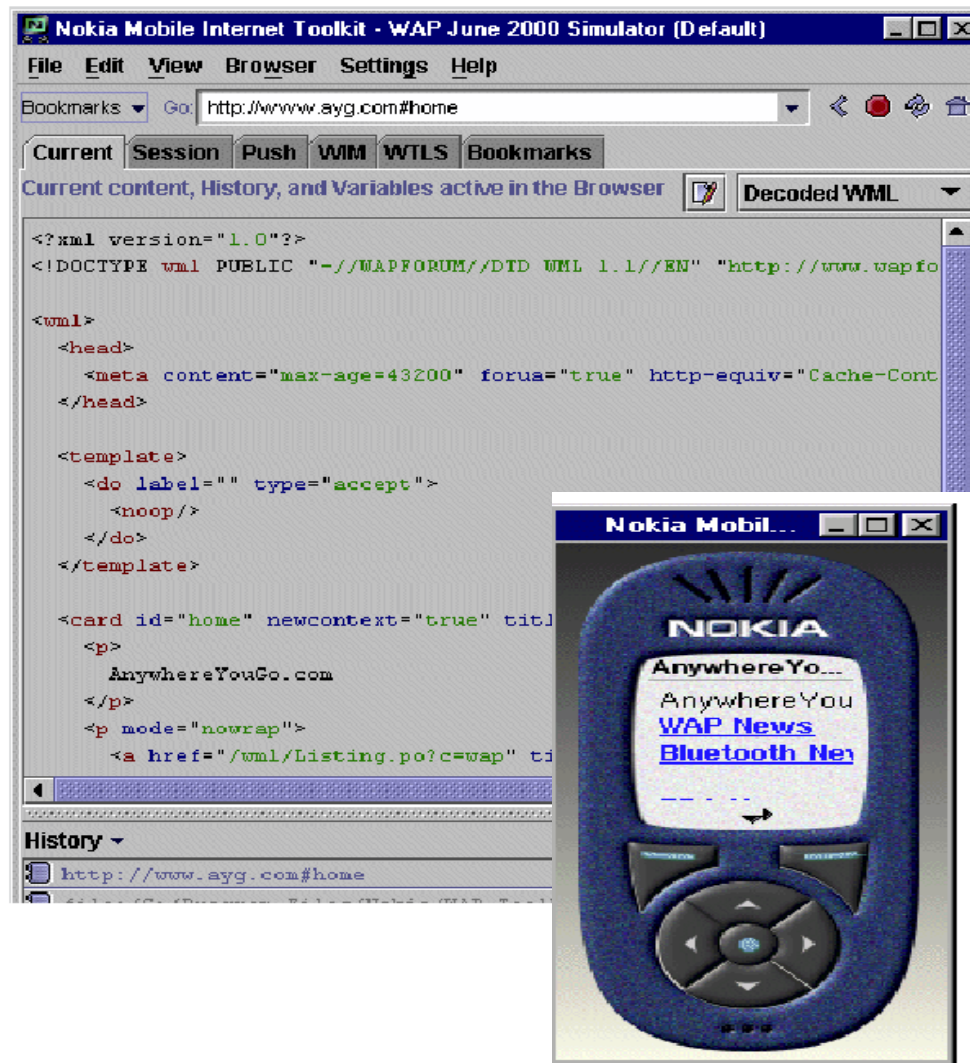 Nokia Mobile Internet Toolkit - WAP June 2000 Simulator (Default)
File Edit View Browser Settings Help
Bookmarks Go: http://www.ayg.com#home
Current Session Push WIM WTLS Bookmarks
Current content, History, and Variables active in the Browser Decoded WML
<?xml version="1.0"?>
<!DOCTYPE wml PUBLIC "-//WAPFORUM//DTD WML 1.1//EN" "http://www.wapfo
<wml>
<head>
<meta content="max-age=43200" forua="true" http-equiv="Cache-Cont
</head>
<template>
<do label="" type="accept">
<noop/>
</do>
</template>
<card id="home" newcontext="true" titl
<p>
AnywhereYouGo.com
</p>
<p mode="nowrap">
<a href="/wml/Listing.po?c=wap" ti
History
http://www.ayg.com#home
Nokia Mobil...
NOKIA
AnywhereYo...
AnywhereYou
WAP News
Bluetooth Nev